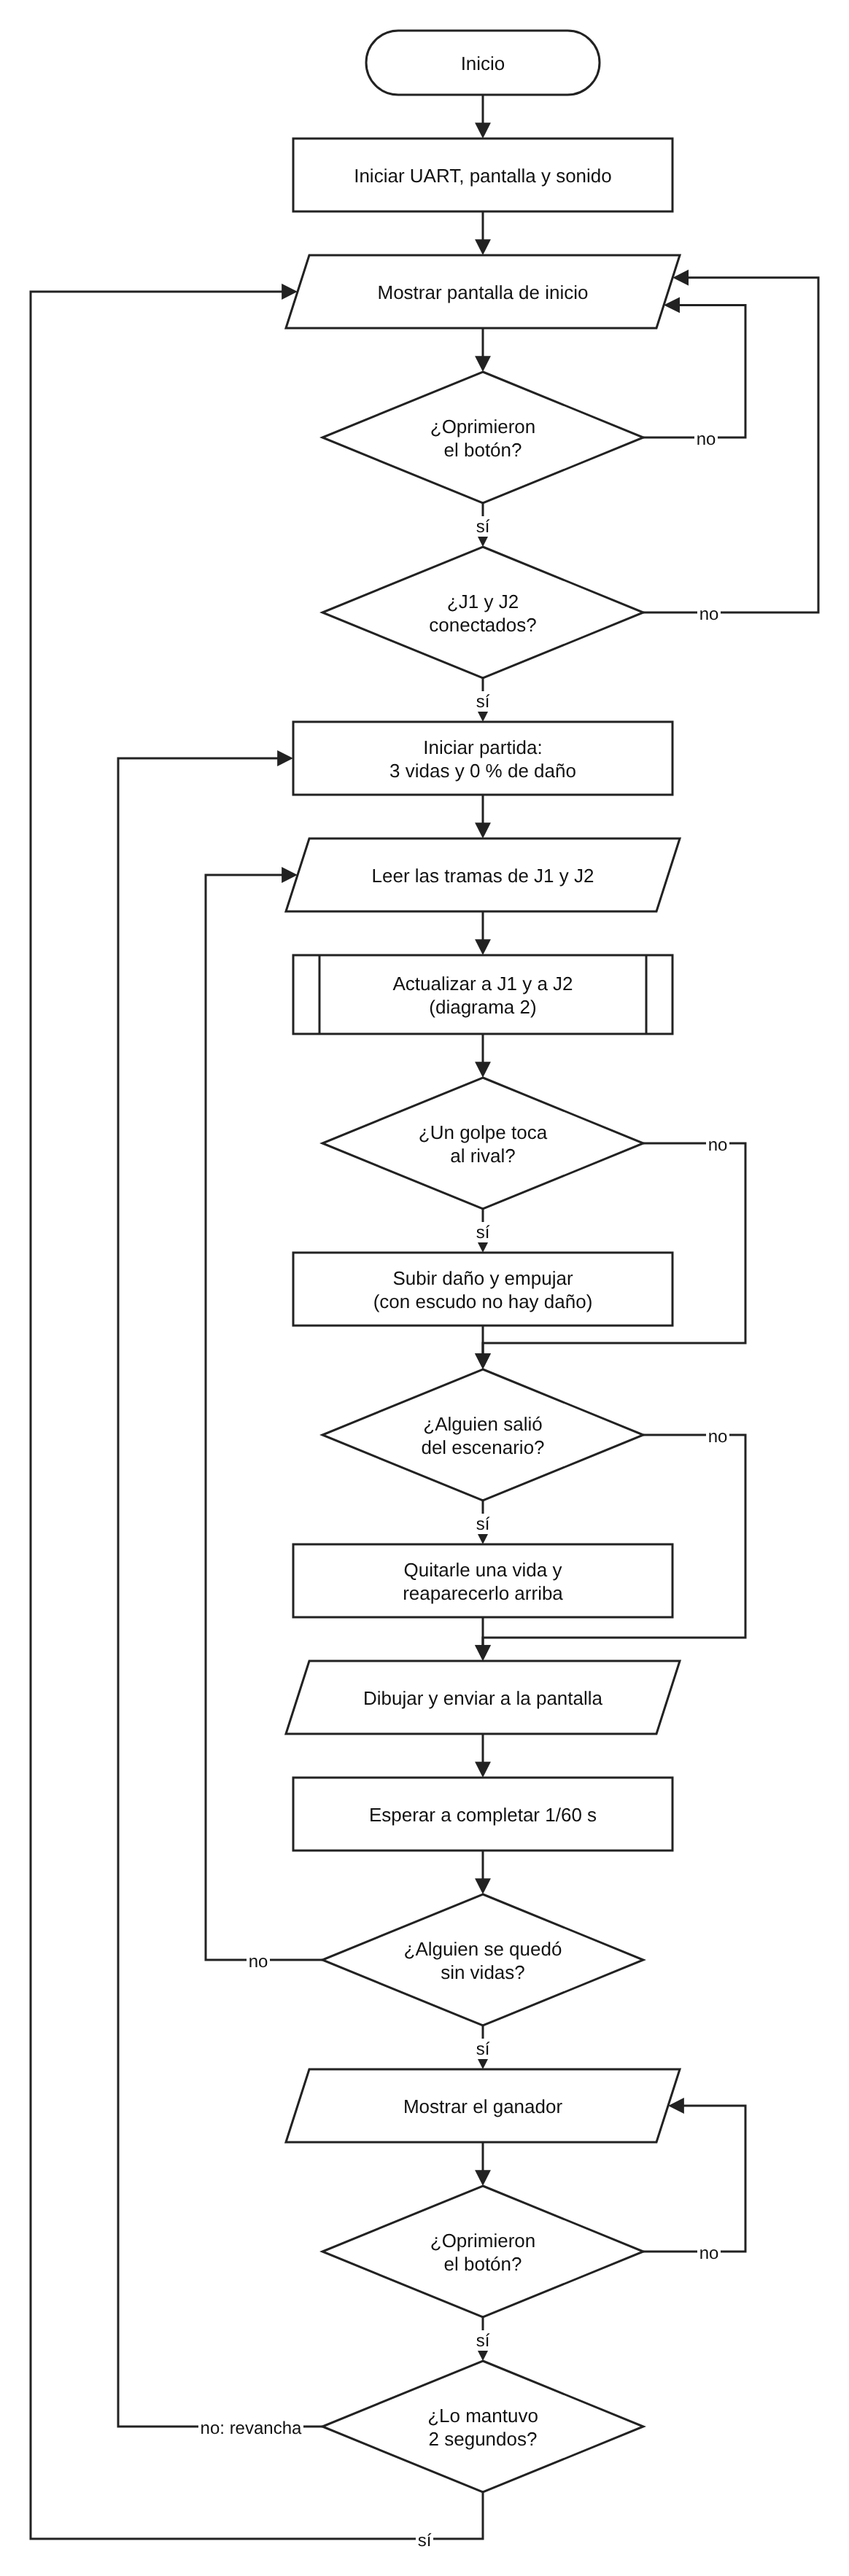 Inicio
Iniciar UART, pantalla y sonido
Mostrar pantalla de inicio
¿Oprimieron
el botón?
no
sí
¿J1 y J2
conectados?
no
sí
Iniciar partida:
3 vidas y 0 % de daño
Leer las tramas de J1 y J2
Actualizar a J1 y a J2
(diagrama 2)
¿Un golpe toca
al rival?
no
sí
Subir daño y empujar
(con escudo no hay daño)
¿Alguien salió
del escenario?
no
sí
Quitarle una vida y
reaparecerlo arriba
Dibujar y enviar a la pantalla
Esperar a completar 1/60 s
¿Alguien se quedó
sin vidas?
no
sí
Mostrar el ganador
¿Oprimieron
el botón?
no
sí
¿Lo mantuvo
2 segundos?
no: revancha
sí